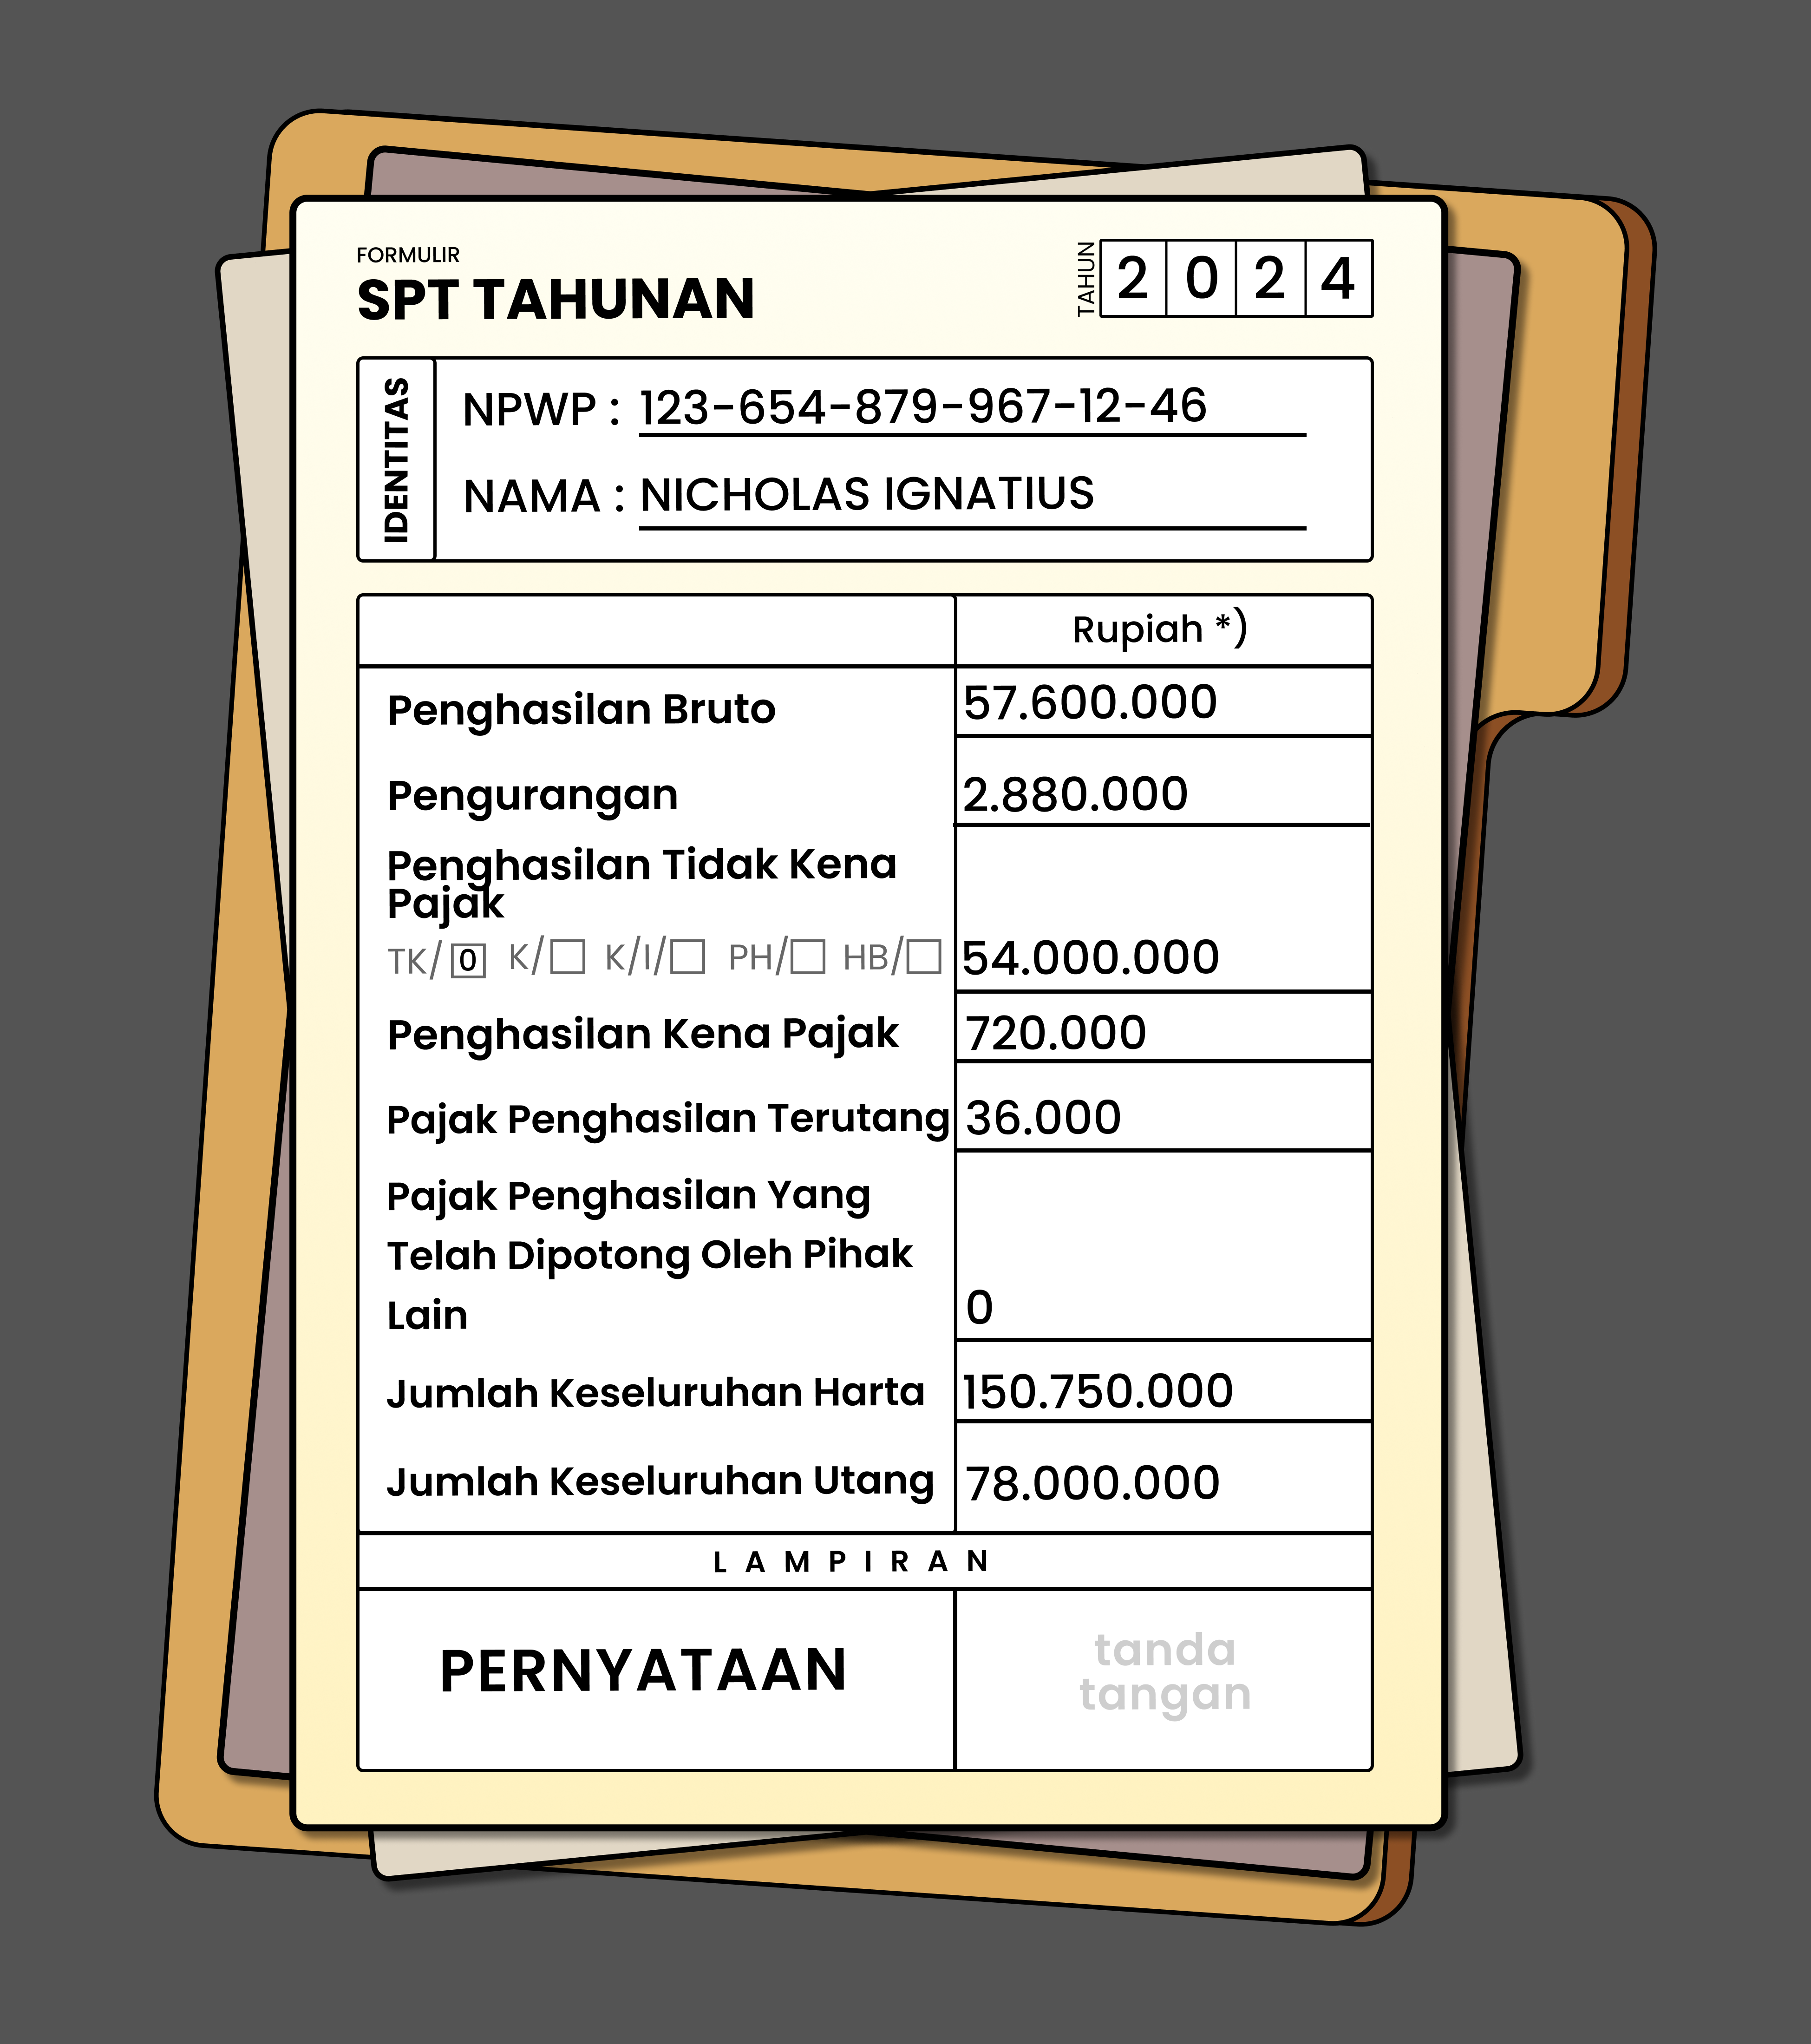 FORMULIR
SPT TAHUNAN
TAHUN 2 0 2 4
IDENTITAS
NPWP : 123-654-879-967-12-46
NAMA : NICHOLAS IGNATIUS
Rupiah *)
Penghasilan Bruto 57.600.000
Pengurangan 2.880.000
Penghasilan Tidak Kena
Pajak
TK/ 0 K/ K/I/ PH/ HB/ 54.000.000
Penghasilan Kena Pajak 720.000
Pajak Penghasilan Terutang 36.000
Pajak Penghasilan Yang
Telah Dipotong Oleh Pihak
Lain 0
Jumlah Keseluruhan Harta 150.750.000
Jumlah Keseluruhan Utang 78.000.000
LAMPIRAN
PERNYATAAN
tanda
tangan